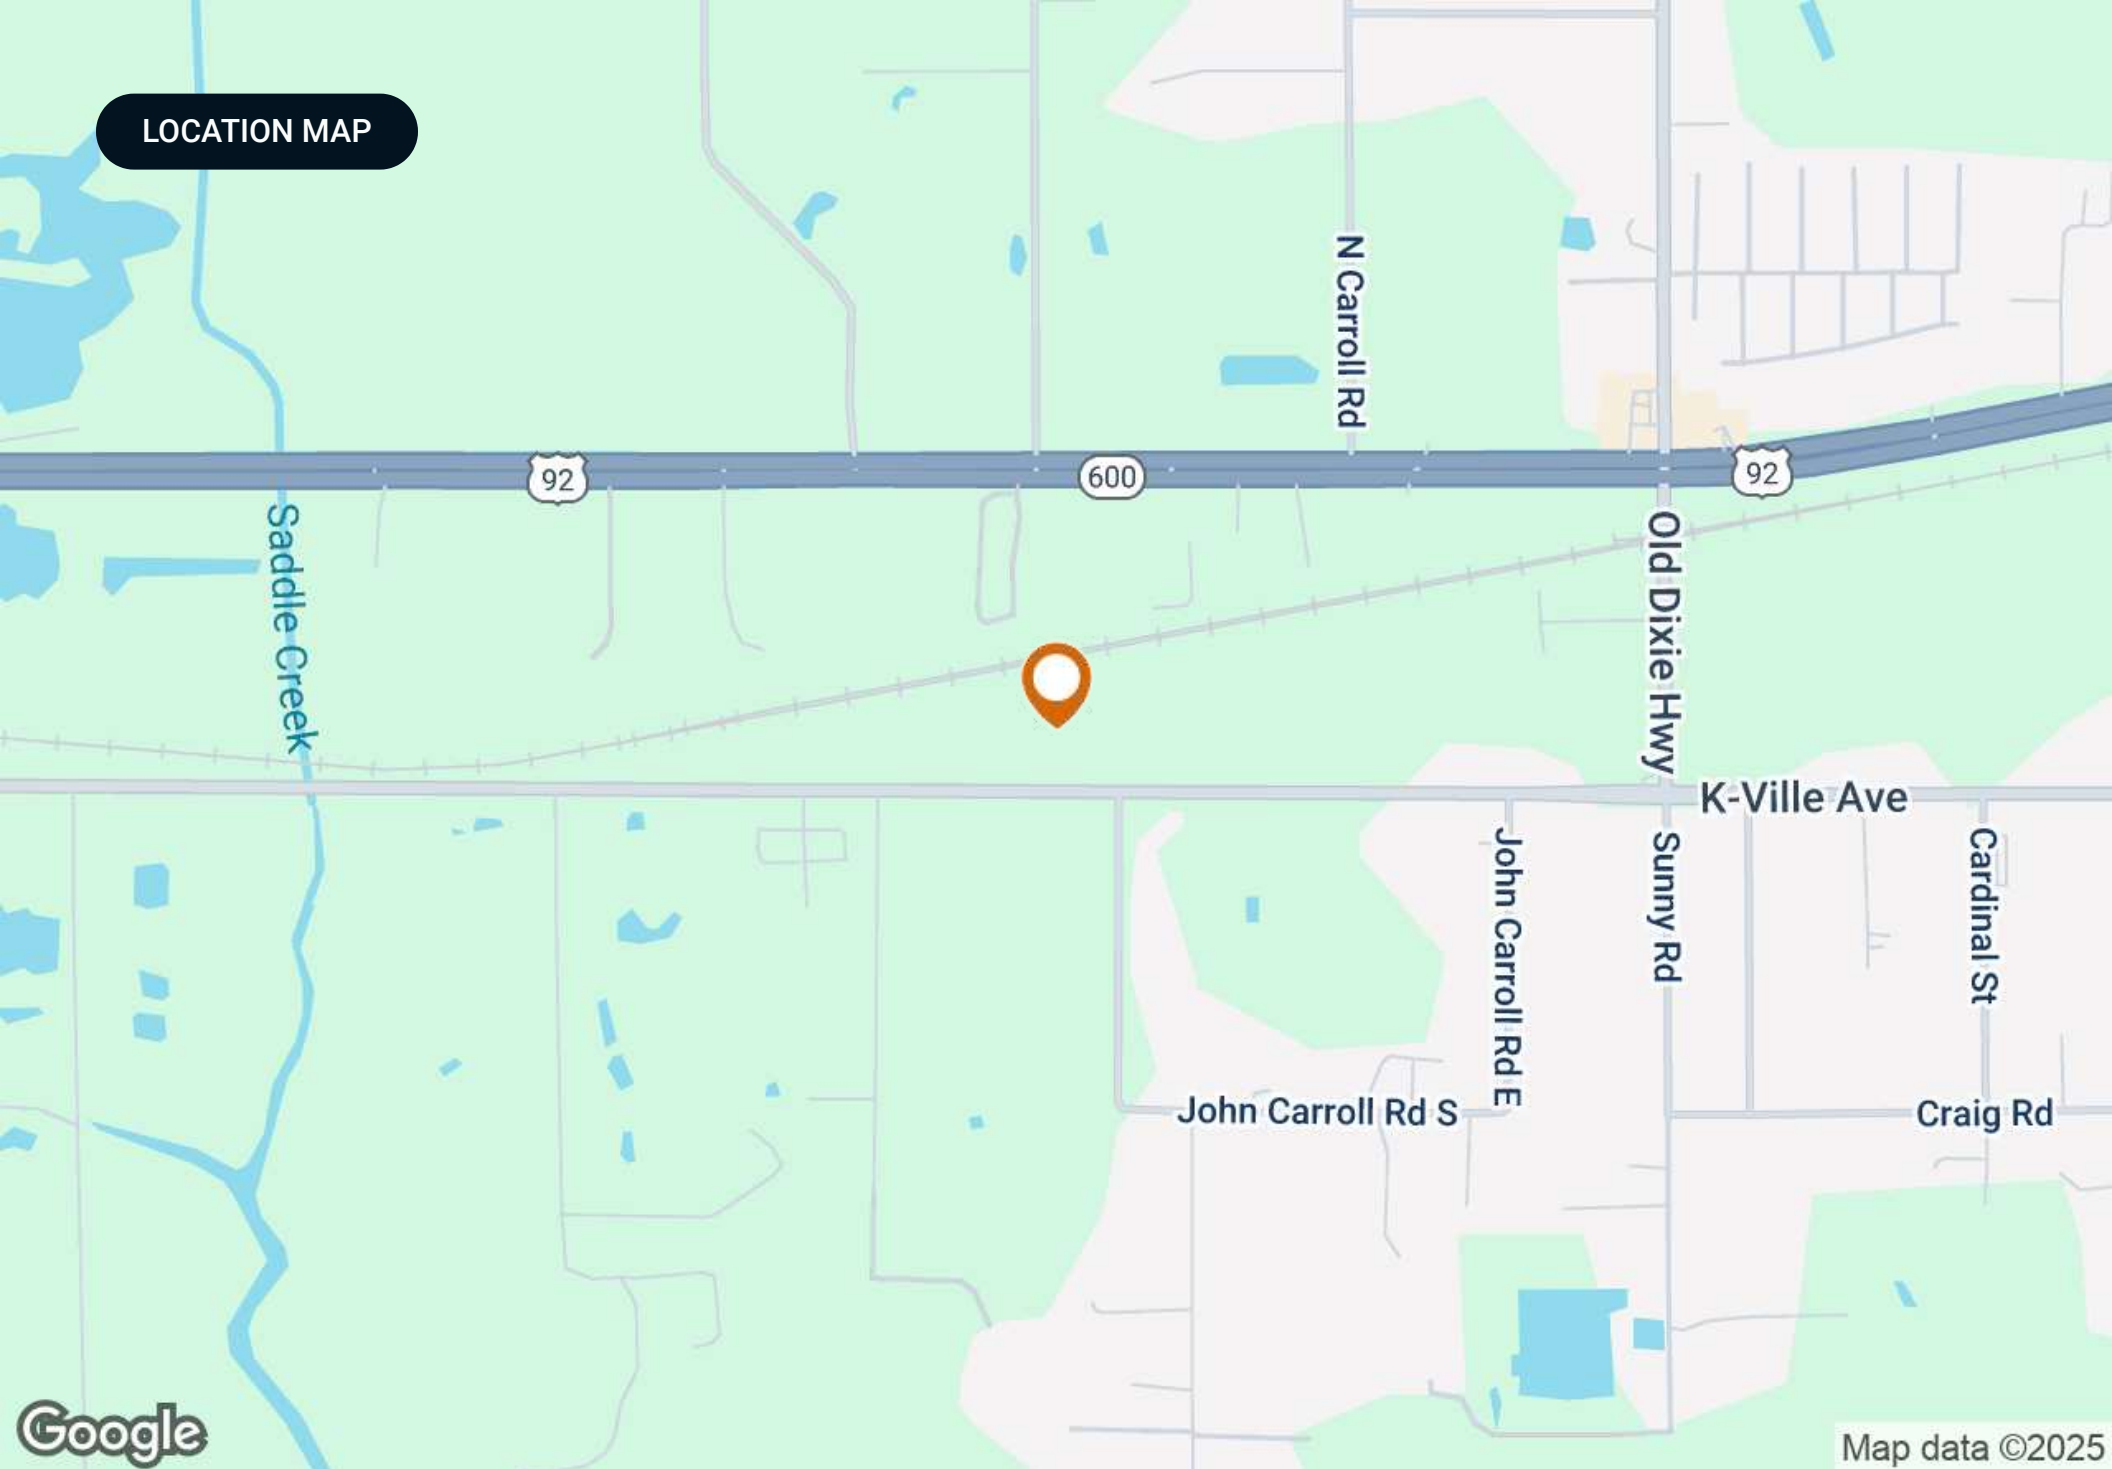 LOCATION MAP
N Carroll Rd
92
600
92
Saddle Creek
Old Dixie Hwy
K-Ville Ave
John Carroll Rd E
Sunny Rd
Cardinal St
John Carroll Rd S
Craig Rd
Google
Map data ©2025